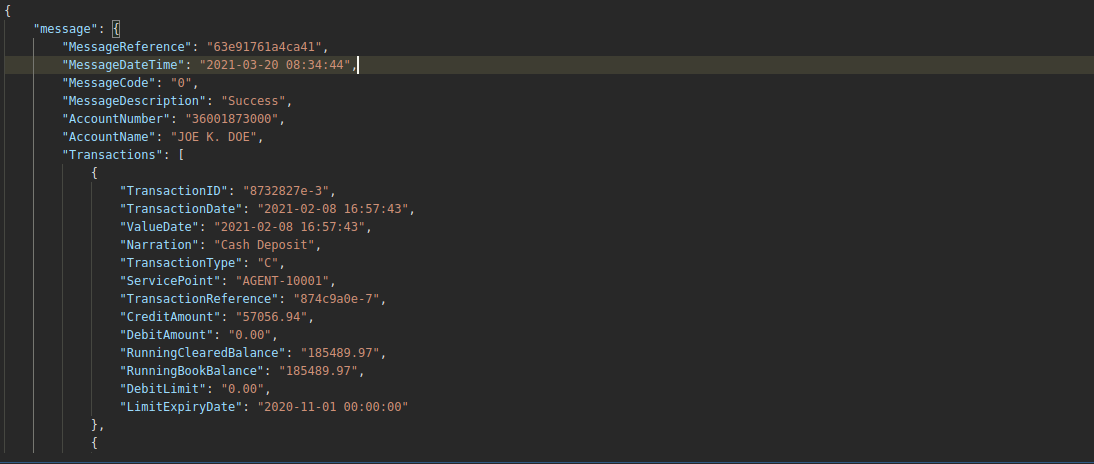 {
"message": {
"MessageReference": "63e91761a4ca41",
"MessageDateTime": "2021-03-20 08:34:44",
"MessageCode": "0",
"MessageDescription": "Success",
"AccountNumber": "36001873000",
"AccountName": "JOE K. DOE",
"Transactions": [
{
"TransactionID": "8732827e-3",
"TransactionDate": "2021-02-08 16:57:43",
"ValueDate": "2021-02-08 16:57:43",
"Narration": "Cash Deposit",
"TransactionType": "C",
"ServicePoint": "AGENT-10001",
"TransactionReference": "874c9a0e-7",
"CreditAmount": "57056.94",
"DebitAmount": "0.00",
"RunningClearedBalance": "185489.97",
"RunningBookBalance": "185489.97",
"DebitLimit": "0.00",
"LimitExpiryDate": "2020-11-01 00:00:00"
},
{